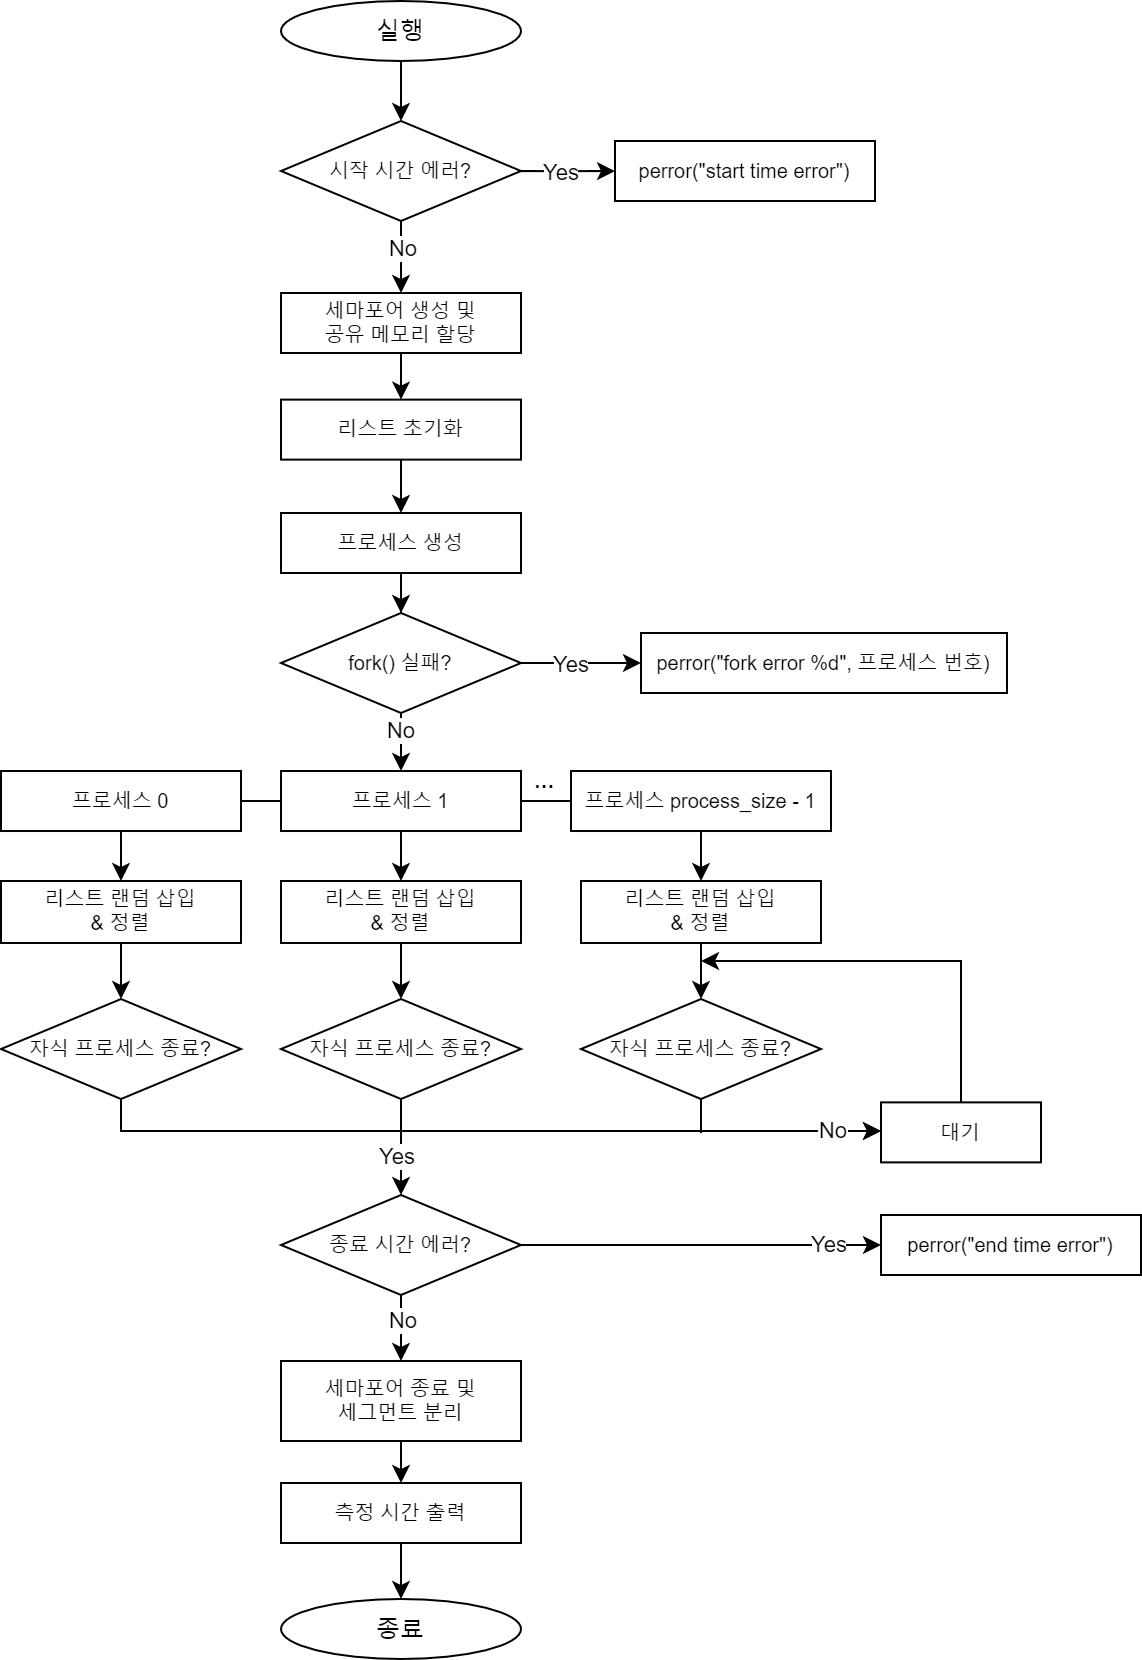 실행
시작 시간 에러?
Yes
perror("start time error")
No
세마포어 생성 및
공유 메모리 할당
리스트 초기화
프로세스 생성
fork() 실패?
Yes
perror("fork error %d", 프로세스 번호)
No
프로세스 0
프로세스 1
...
프로세스 process_size - 1
리스트 랜덤 삽입
& 정렬
리스트 랜덤 삽입
& 정렬
리스트 랜덤 삽입
& 정렬
자식 프로세스 종료?
자식 프로세스 종료?
자식 프로세스 종료?
No
대기
Yes
종료 시간 에러?
Yes
perror("end time error")
No
세마포어 종료 및
세그먼트 분리
측정 시간 출력
종료